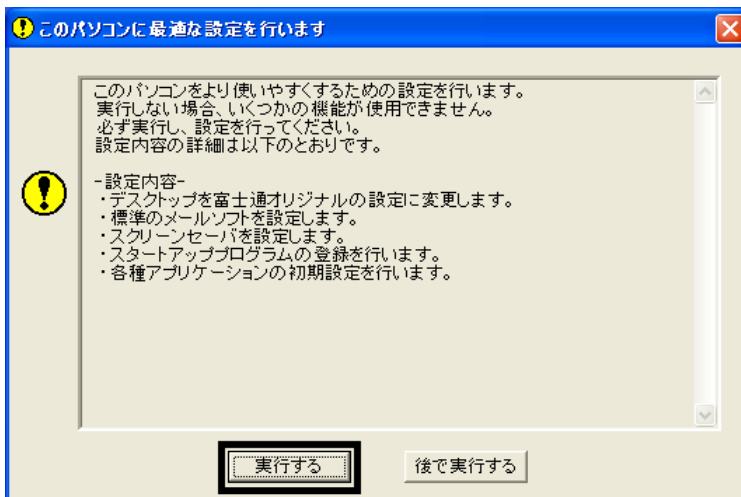 このパソコンに最適な設定を行います
このパソコンをより使いやすくするための設定を行います。
実行しない場合、いくつかの機能が使用できません。
必ず実行し、設定を行ってください。
設定内容の詳細は以下のとおりです。
-設定内容-
・デスクトップを富士通オリジナルの設定に変更します。
・標準のメールソフトを設定します。
・スクリーンセーバを設定します。
・スタートアッププログラムの登録を行います。
・各種アプリケーションの初期設定を行います。
実行する
後で実行する